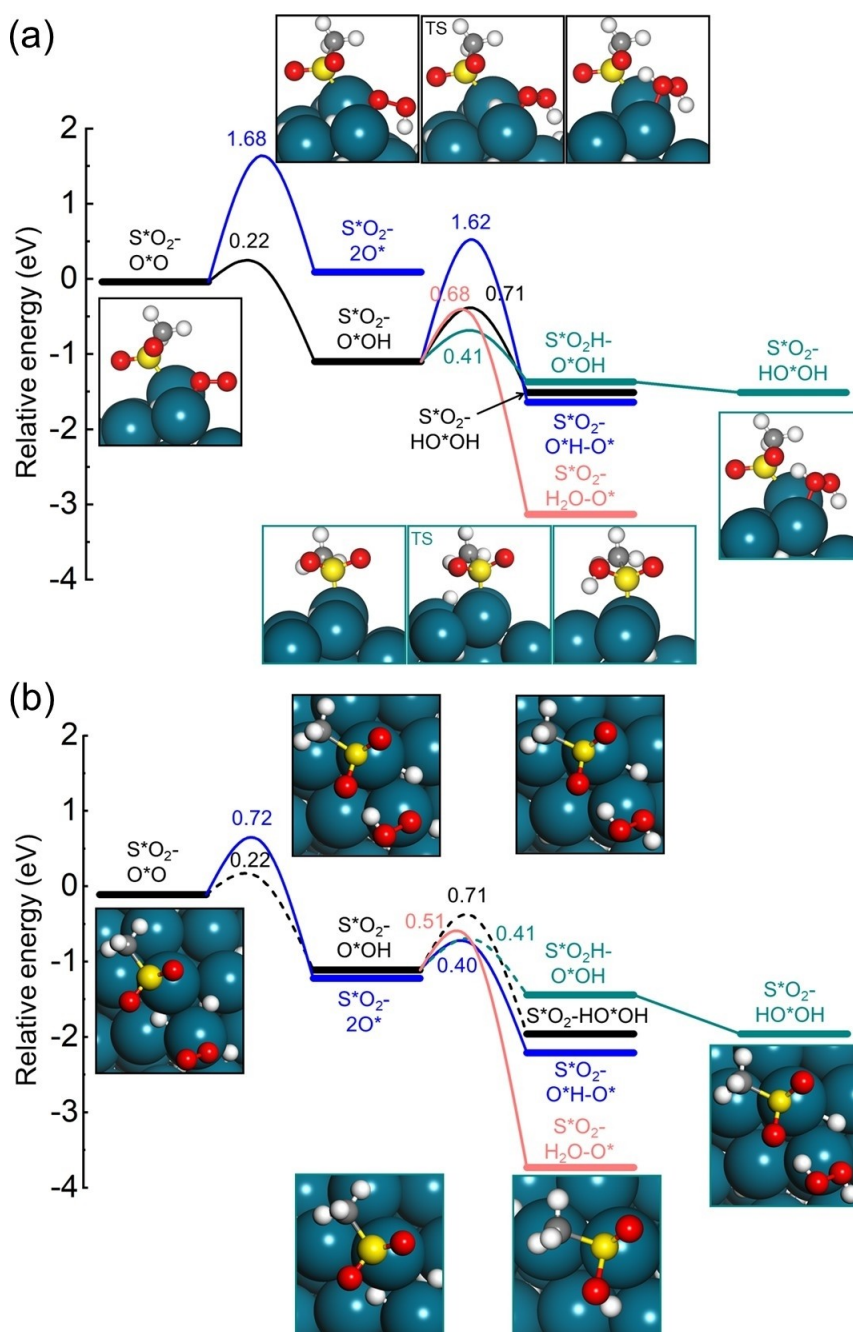 (a)
TS
2
1
0
-1
-2
-3
-4
Relative energy (eV)
1.68
S*O₂-
O*O
0.22
S*O₂-
2O*
S*O₂-
O*OH
1.62
0.68
0.71
0.41
S*O₂H-
O*OH
S*O₂-
HO*OH
S*O₂-
HO*OH
S*O₂-
O*H-O*
S*O₂-
H₂O-O*
TS
(b)
2
1
0
-1
-2
-3
-4
Relative energy (eV)
S*O₂-
O*O
0.72
0.22
S*O₂-
O*OH
S*O₂-
2O*
0.71
0.51
0.41
0.40
S*O₂H-
O*OH
S*O₂-HO*OH
S*O₂-
HO*OH
S*O₂-
O*H-O*
S*O₂-
H₂O-O*